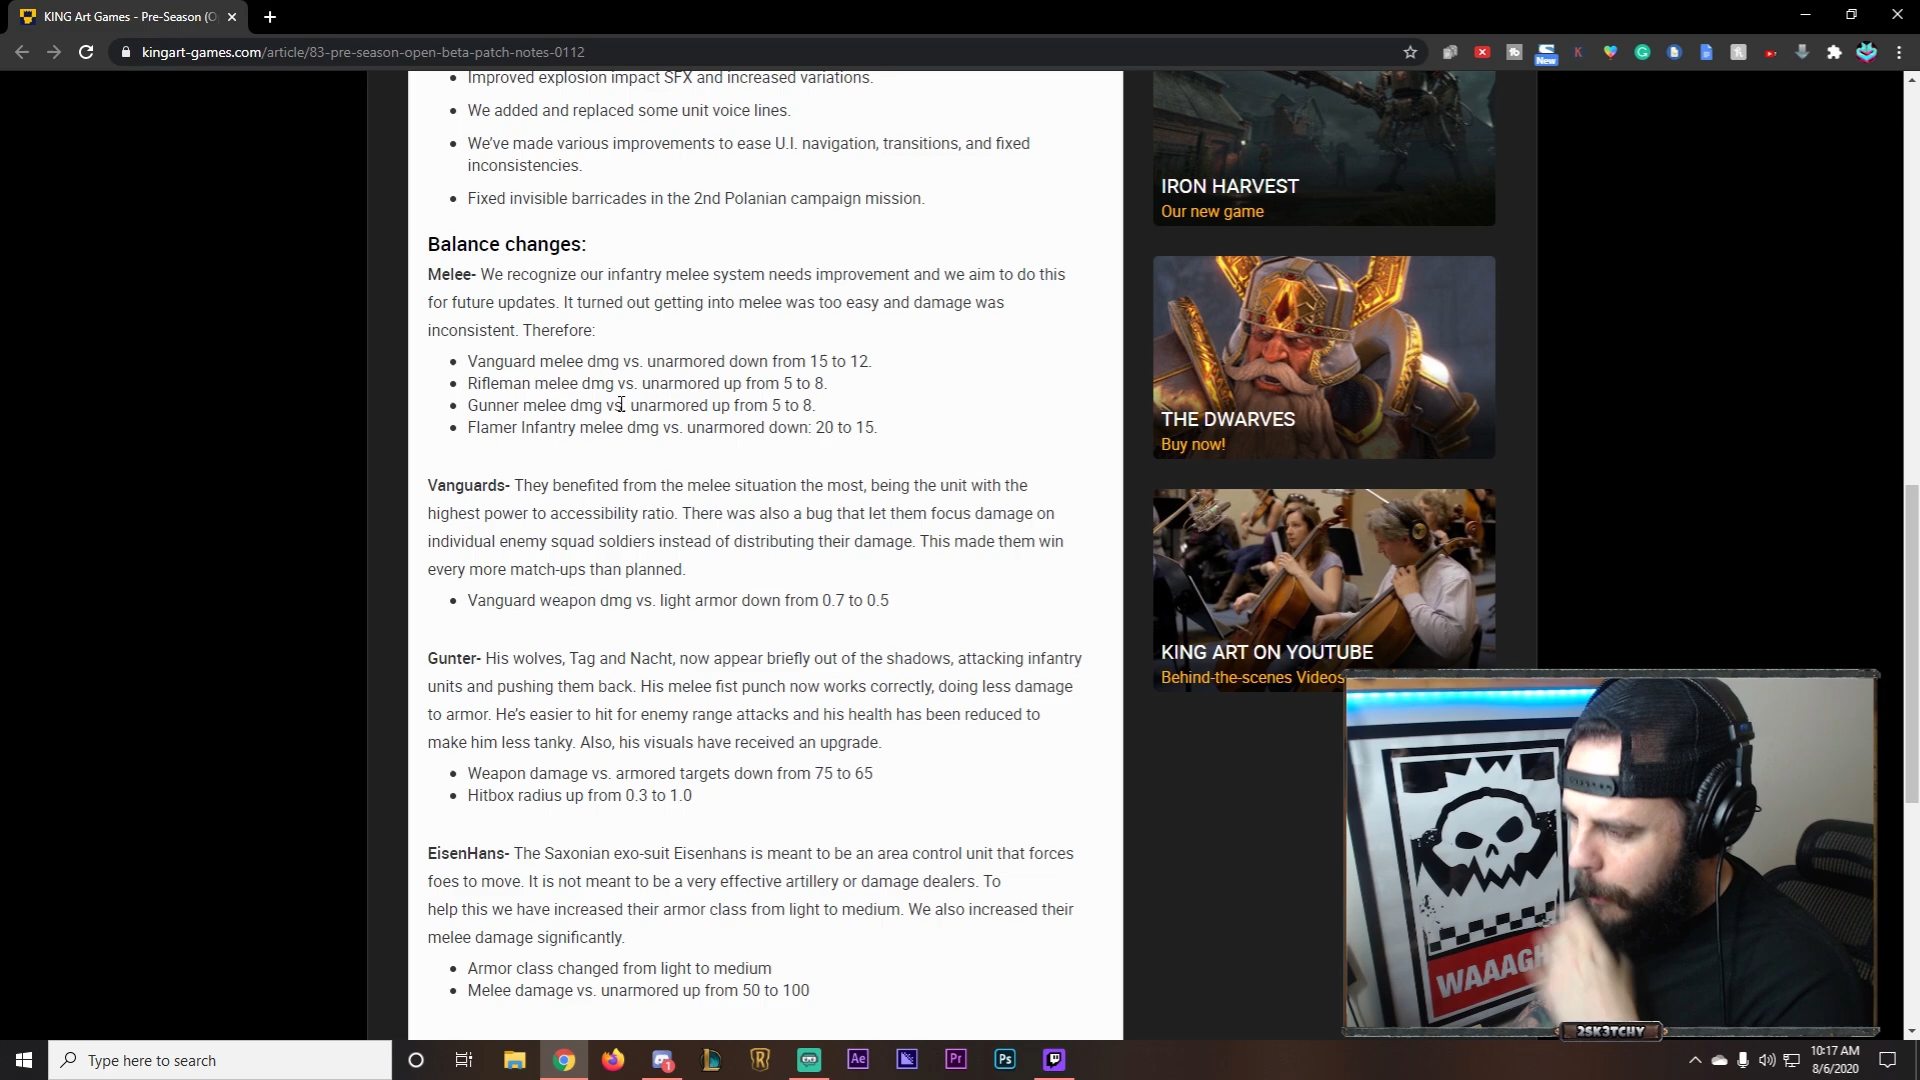 KING Art Games - Pre-Season (O
kingart-games.com/article/83-pre-season-open-beta-patch-notes-0112
New
Improved explosion impact SFX and increased variations.
We added and replaced some unit voice lines.
We've made various improvements to ease U.I. navigation, transitions, and fixed
inconsistencies.
Fixed invisible barricades in the 2nd Polanian campaign mission.
Balance changes:
Melee- We recognize our infantry melee system needs improvement and we aim to do this
for future updates. It turned out getting into melee was too easy and damage was
inconsistent. Therefore:
Vanguard melee dmg vs. unarmored down from 15 to 12.
Rifleman melee dmg vs. unarmored up from 5 to 8.
Gunner melee dmg vs. unarmored up from 5 to 8.
Flamer Infantry melee dmg vs. unarmored down: 20 to 15.
Vanguards- They benefited from the melee situation the most, being the unit with the
highest power to accessibility ratio. There was also a bug that let them focus damage on
individual enemy squad soldiers instead of distributing their damage. This made them win
every more match-ups than planned.
Vanguard weapon dmg vs. light armor down from 0.7 to 0.5
Gunter- His wolves, Tag and Nacht, now appear briefly out of the shadows, attacking infantry
units and pushing them back. His melee fist punch now works correctly, doing less damage
to armor. He's easier to hit for enemy range attacks and his health has been reduced to
make him less tanky. Also, his visuals have received an upgrade.
Weapon damage vs. armored targets down from 75 to 65
Hitbox radius up from 0.3 to 1.0
EisenHans- The Saxonian exo-suit Eisenhans is meant to be an area control unit that forces
foes to move. It is not meant to be a very effective artillery or damage dealers. To
help this we have increased their armor class from light to medium. We also increased their
melee damage significantly.
Armor class changed from light to medium
Melee damage vs. unarmored up from 50 to 100
IRON HARVEST
Our new game
THE DWARVES
Buy now!
KING ART ON YOUTUBE
Behind-the-scenes Videos
WAAAGH
2SK3TCHY
Type here to search
Ae
Pr
Ps
10:17 AM
8/6/2020